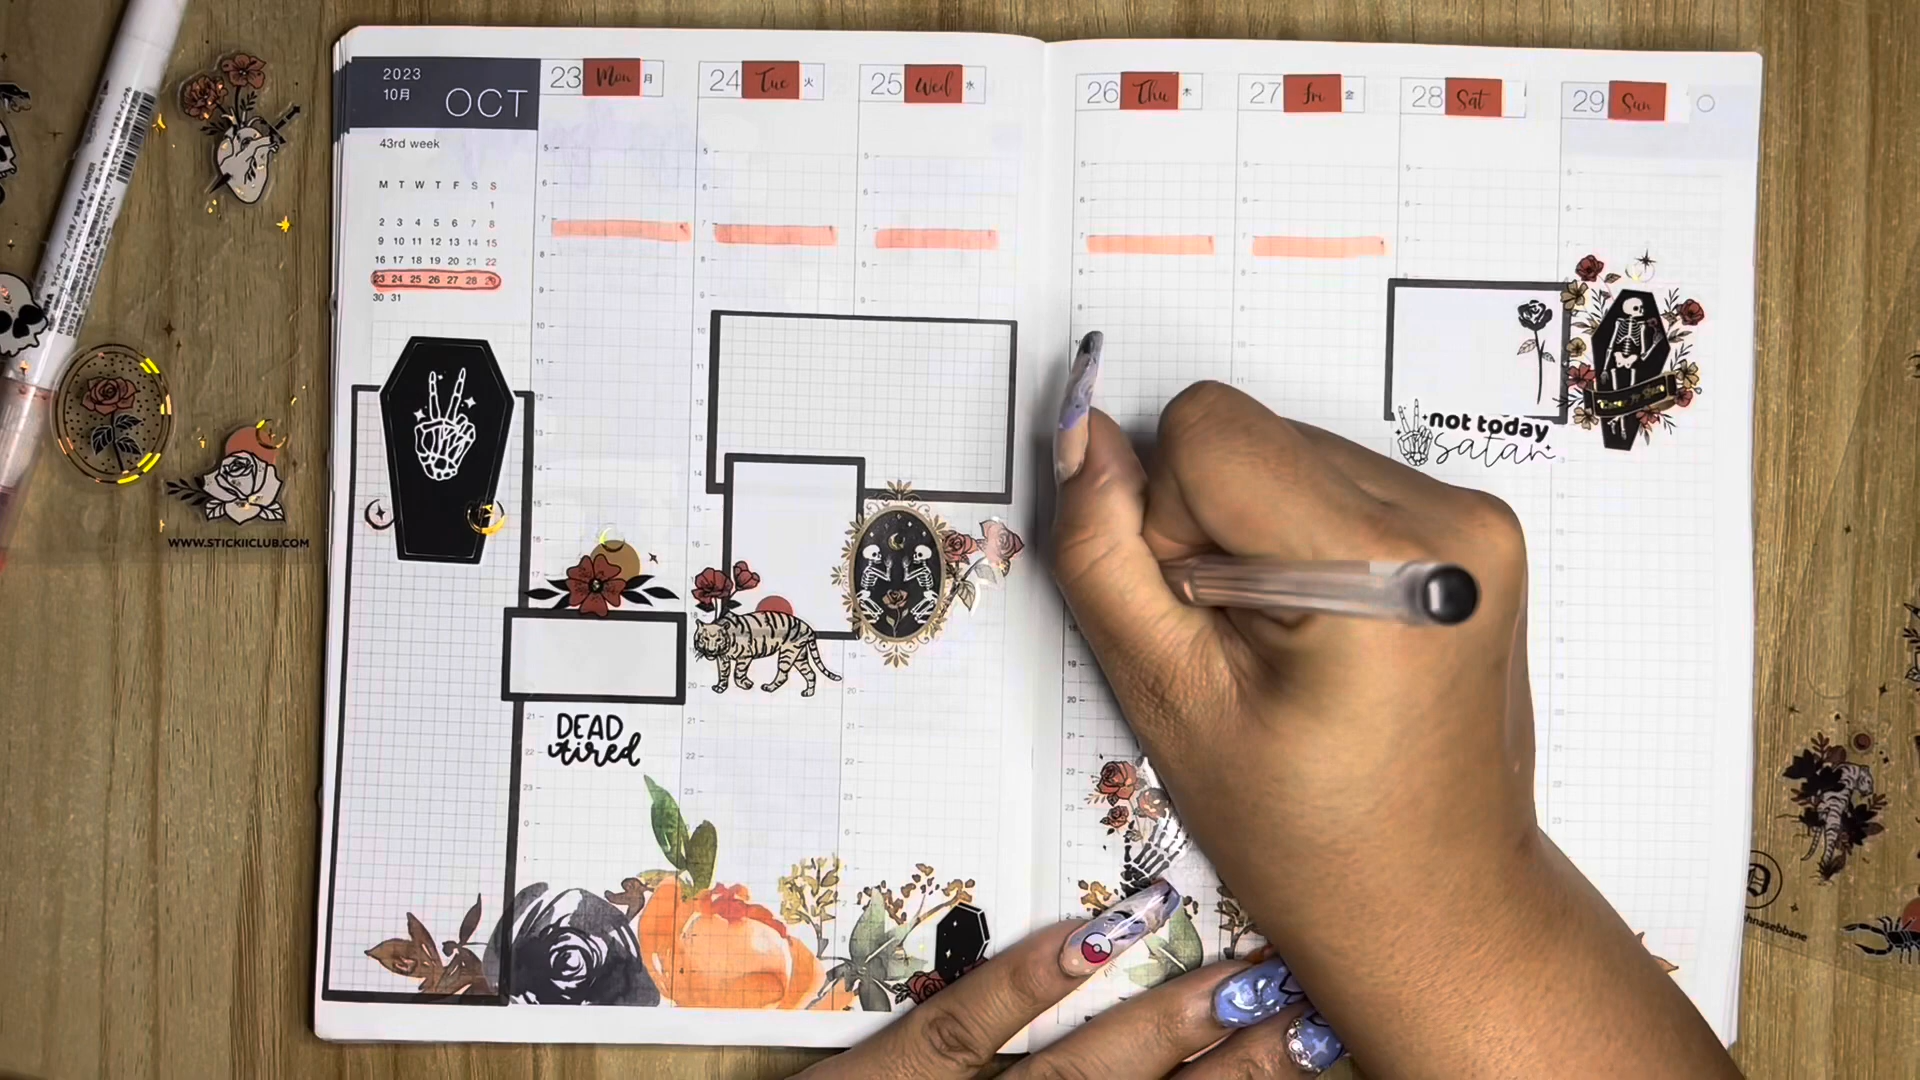 2023
10月 OCT
43rd week
M T W T F S S
1
2 3 4 5 6 7 8
9 10 11 12 13 14 15
16 17 18 19 20 21 22
23 24 25 26 27 28 29
30 31
23 Mon 月
24 Tue 火
25 Wed 水
26 Thu 木
27 Fri 金
28 Sat
29 Sun
DEAD
tired
not today
satan
WWW.STICKIICLUB.COM